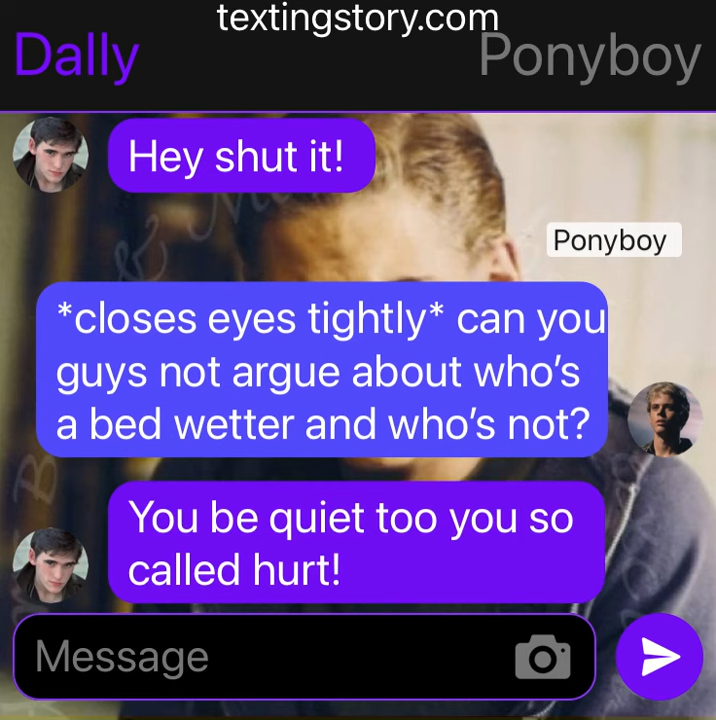 textingstory.com
Dally
Ponyboy
Hey shut it!
Ponyboy
*closes eyes tightly* can you
guys not argue about who's
a bed wetter and who's not?
You be quiet too you so
called hurt!
Message